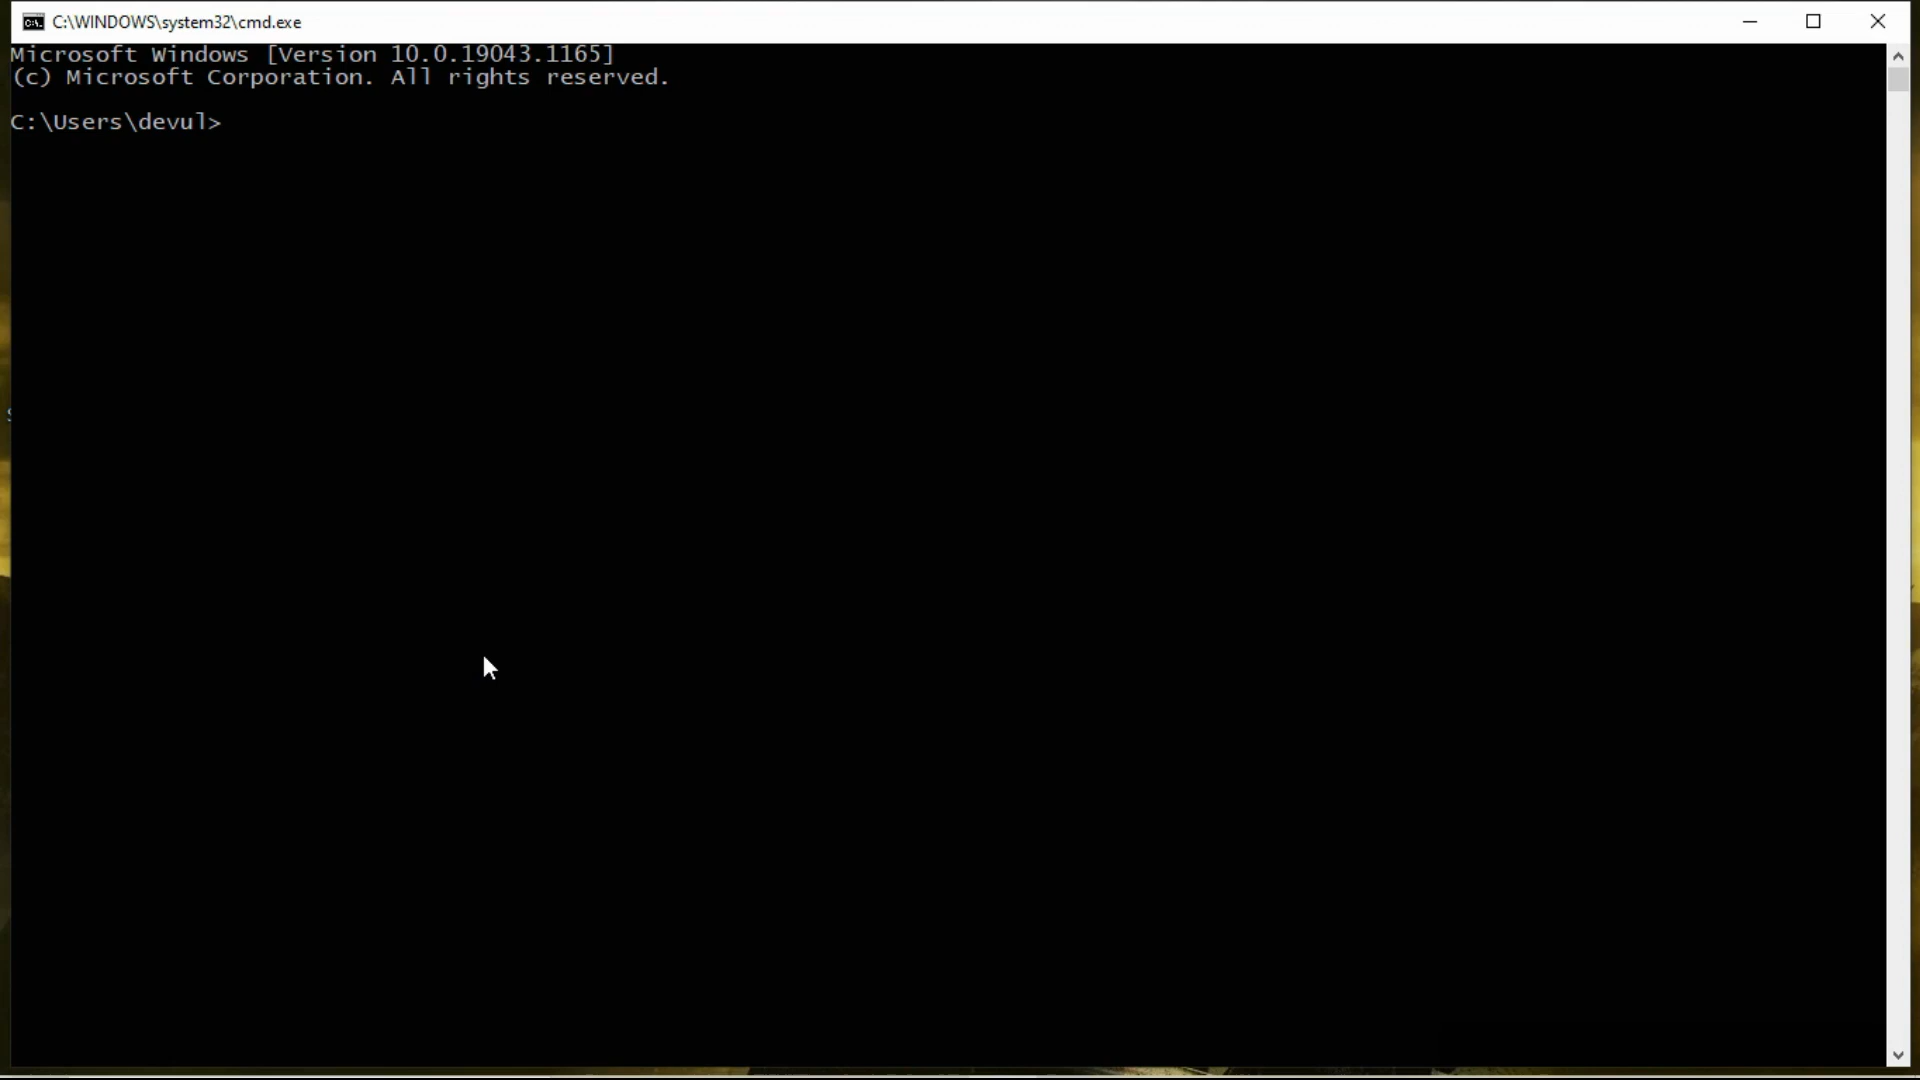 C:\WINDOWS\system32\cmd.exe
Microsoft Windows [Version 10.0.19043.1165]
(c) Microsoft Corporation. All rights reserved.
C:\Users\devul>